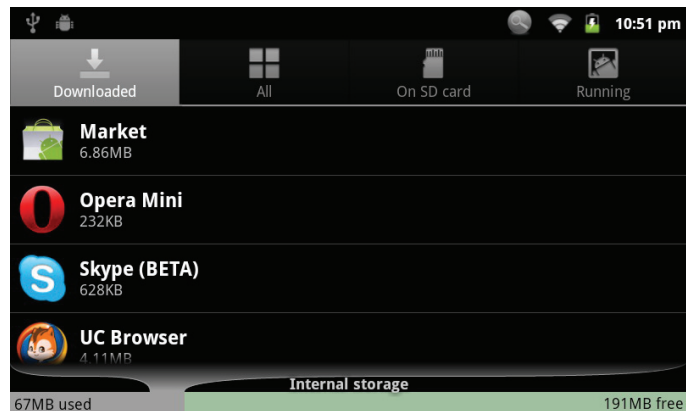 10:51 pm
Downloaded All On SD card Running
Market
6.86MB
Opera Mini
232KB
Skype (BETA)
628KB
UC Browser
4.11MB
Internal storage
67MB used 191MB free